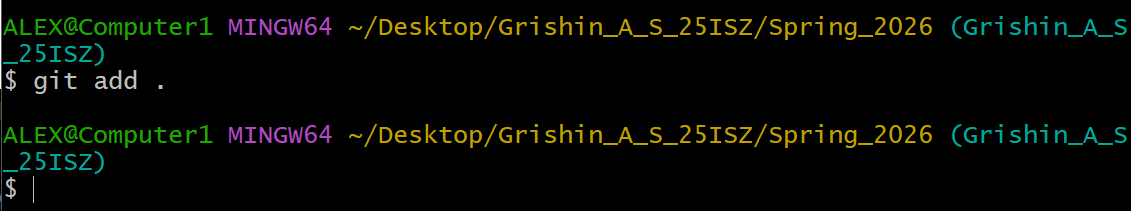 ALEX@Computer1 MINGW64 ~/Desktop/Grishin_A_S_25ISZ/Spring_2026 (Grishin_A_S
_25ISZ)
$ git add .
ALEX@Computer1 MINGW64 ~/Desktop/Grishin_A_S_25ISZ/Spring_2026 (Grishin_A_S
_25ISZ)
$